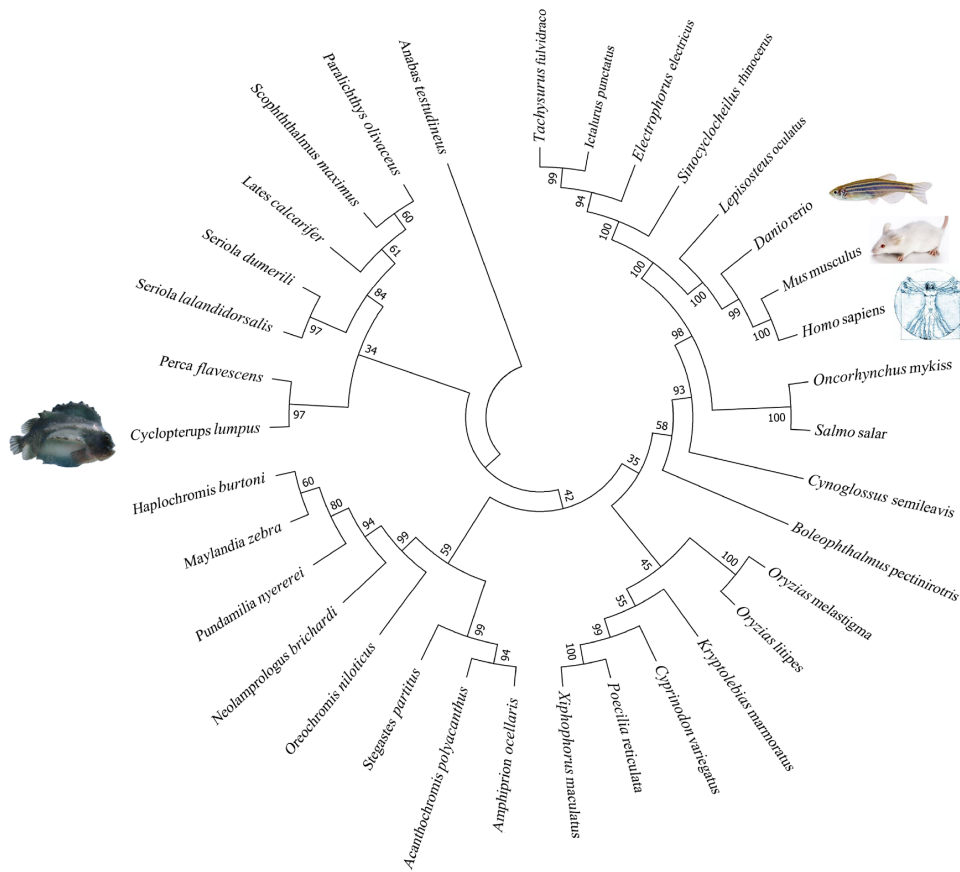 Anabas testudineus
Paralichthys olivaceus
Scophththalmus maximus
Lates calcarifer
Seriola dumerili
Seriola lalandidorsalis
Perca flavescens
Cyclopterups lumpus
Haplochromis burtoni
Maylandia zebra
Pundamilia nyererei
Neolamprologus brichardi
Oreochromis niloticus
Stegastes partitus
Acanthochromis polyacanthus
Amphiprion ocellaris
Xiphophorus maculatus
Poecilia reticulata
Cyprinodon variegatus
Kryptolebias marmoratus
Oryzias litipes
Oryzias melastigma
Boleophthalmus pectinirotris
Cynoglossus semileavis
Salmo salar
Oncorhynchus mykiss
Homo sapiens
Mus musculus
Danio rerio
Lepisosteus oculatus
Sinocyclocheilus rhinocerus
Electrophorus electricus
Ictalurus punctatus
Tachysurus fulvidraco
60
61
84
97
34
97
60
80
94
99
59
99
94
42
35
45
55
99
100
100
58
93
98
100
100
99
100
100
94
99
100